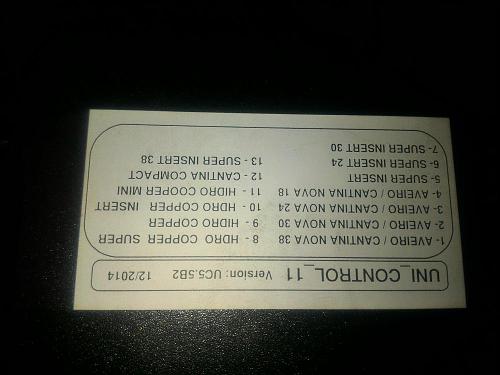 UNI_CONTROL_11 Version: UC5.5B2 12/2014
1- AVEIRO / CANTINA NOVA 38
2- AVEIRO / CANTINA NOVA 30
3- AVEIRO / CANTINA NOVA 24
4- AVEIRO / CANTINA NOVA 18
5- SUPER INSERT
6- SUPER INSERT 24
7- SUPER INSERT 30
8 - HDRO COPPER SUPER
9 - HIDRO COPPER
10 - HIDRO COPPER INSERT
11 - HIDRO COOPER MINI
12 - CANTINA COMPACT
13 - SUPER INSERT 38